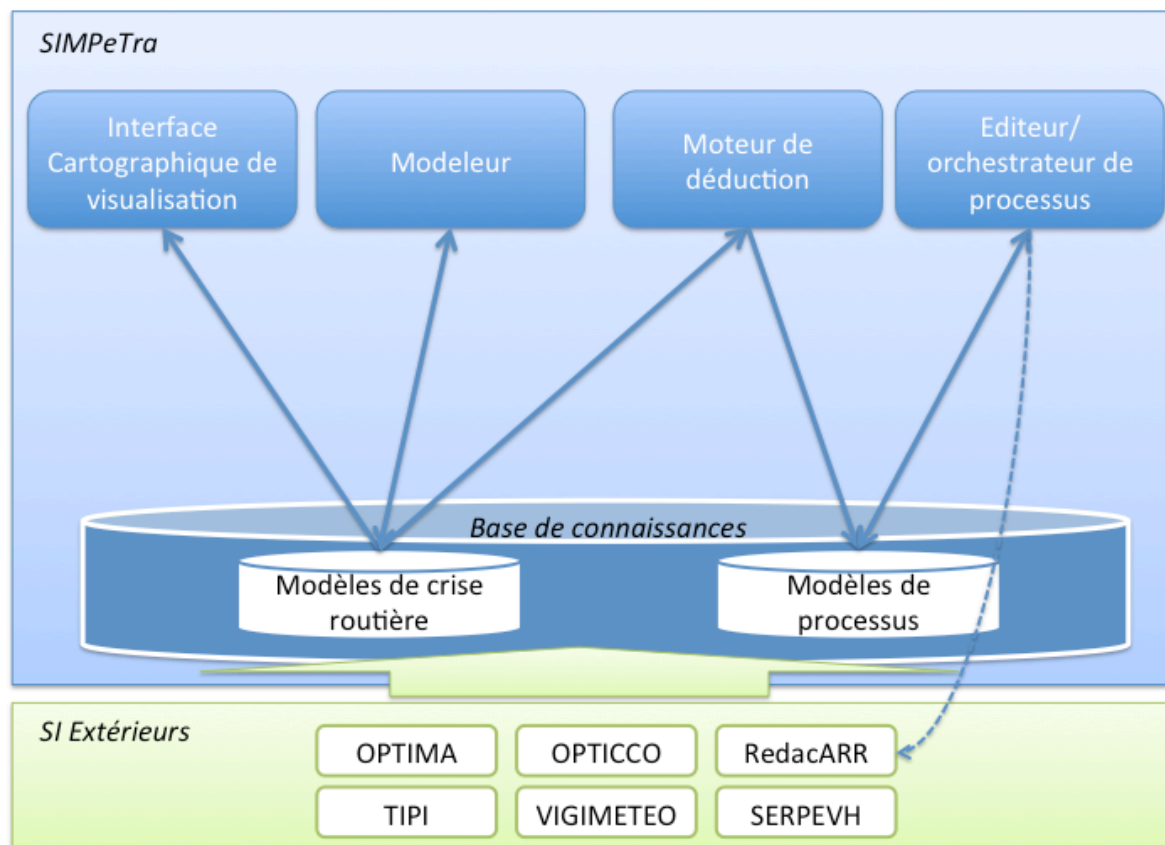 SIMPeTra
Interface
Cartographique de
visualisation
Modeleur
Moteur de
déduction
Editeur/
orchestrateur de
processus
Base de connaissances
Modèles de crise
routière
Modèles de
processus
SI Extérieurs
OPTIMA
OPTICCO
RedacARR
TIPI
VIGIMETEO
SERPEVH